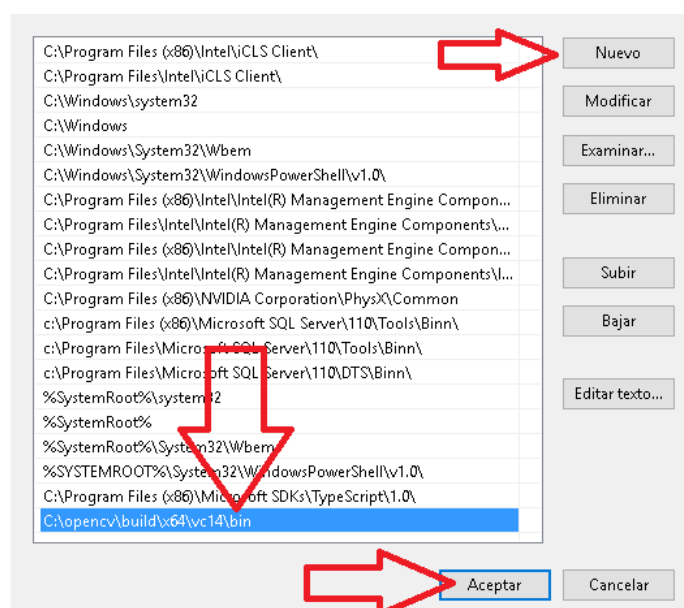 C:\Program Files (x86)\Intel\iCLS Client\
Nuevo
C:\Program Files\Intel\iCLS Client\
C:\Windows\system32
Modificar
C:\Windows
C:\Windows\System32\Wbem
Examinar...
C:\Windows\System32\WindowsPowerShell\v1.0\
C:\Program Files (x86)\Intel\Intel(R) Management Engine Compon...
Eliminar
C:\Program Files\Intel\Intel(R) Management Engine Components\...
C:\Program Files (x86)\Intel\Intel(R) Management Engine Compon...
C:\Program Files\Intel\Intel(R) Management Engine Components\I...
Subir
C:\Program Files (x86)\NVIDIA Corporation\PhysX\Common
c:\Program Files (x86)\Microsoft SQL Server\110\Tools\Binn\
Bajar
c:\Program Files\Microsoft SQL Server\110\Tools\Binn\
c:\Program Files\Microsoft SQL Server\110\DTS\Binn\
%SystemRoot%\system32
Editar texto...
%SystemRoot%
%SystemRoot%\System32\Wbem
%SYSTEMROOT%\System32\WindowsPowerShell\v1.0\
C:\Program Files (x86)\Microsoft SDKs\TypeScript\1.0\
C:\opencv\build\x64\vc14\bin
Aceptar
Cancelar